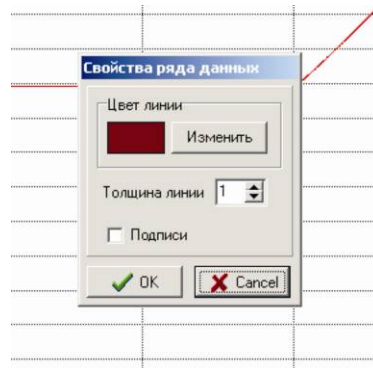 Свойства ряда данных
Цвет линии
Изменить
Толщина линии 1
Подписи
OK Cancel